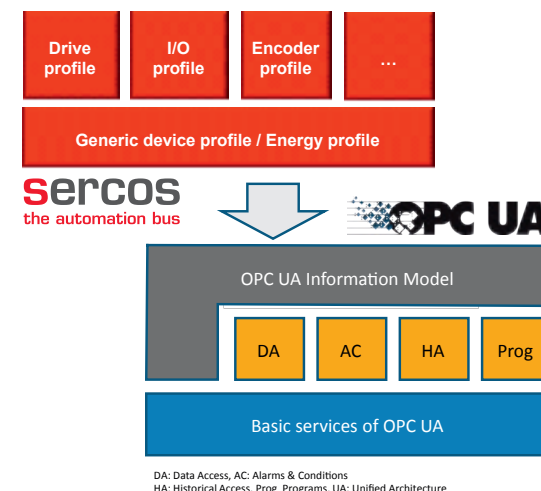 Drive
profile
I/O
profile
Encoder
profile
...
Generic device profile / Energy profile
sercos
the automation bus
OPC UA
OPC UA Information Model
DA
AC
HA
Prog
Basic services of OPC UA
DA: Data Access, AC: Alarms & Conditions
HA: Historical Access, Prog. Programs, UA: Unified Architecture